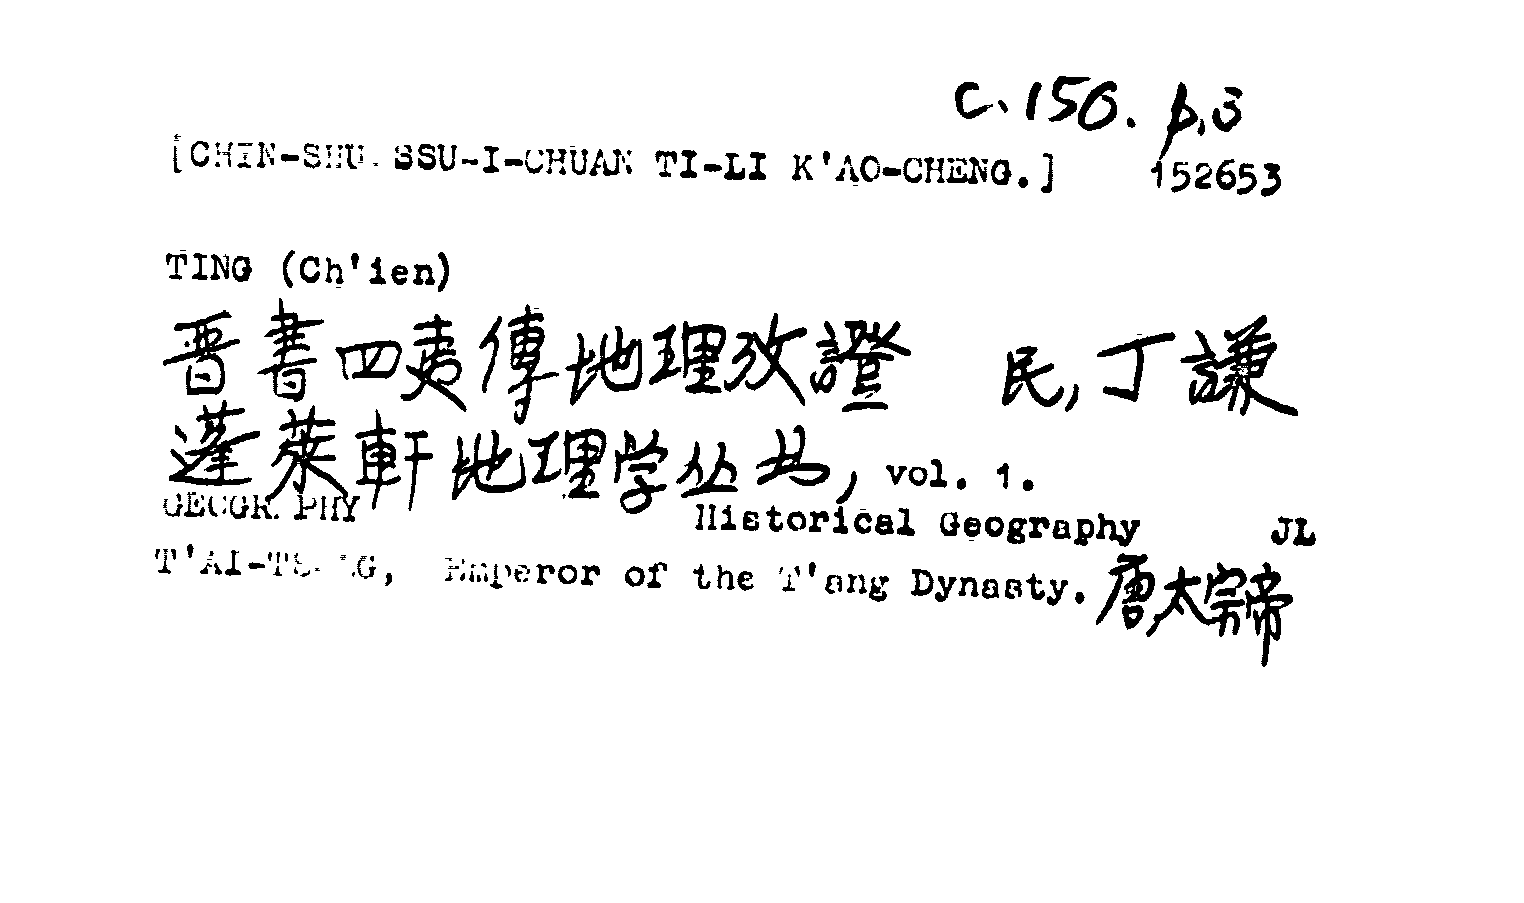 C. 150. p.3
[CHIN-SHU SSU-I-CHUAN TI-LI K'AO-CHENG.] 152653
TING (Ch'ien)
晋書四夷傳地理攷證 民,丁謙
蓬萊軒地理学丛书, vol. 1.
GEOGRAPHY Historical Geography JL
T'AI-TSUNG, Emperor of the T'ang Dynasty. 唐,太宗帝